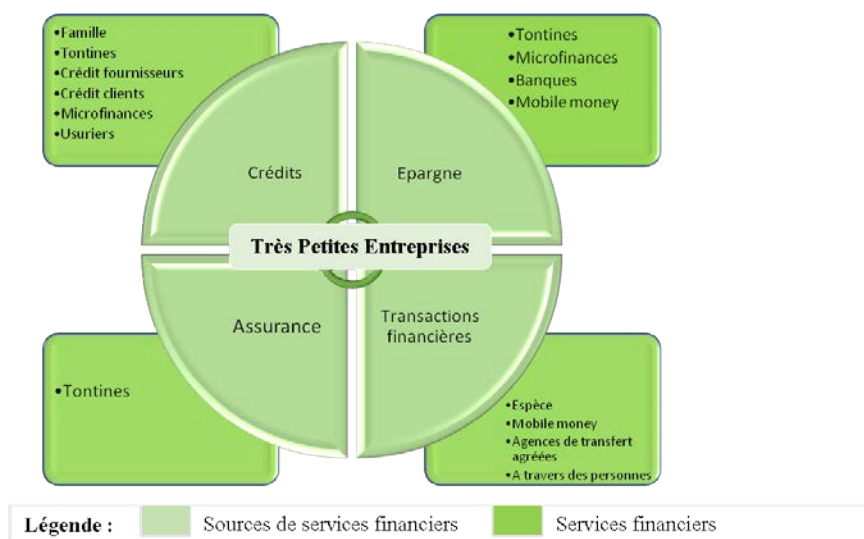 •Famille
•Tontines
•Crédit fournisseurs
•Crédit clients
•Microfinances
•Usuriers
•Tontines
•Microfinances
•Banques
•Mobile money
Crédits
Epargne
Très Petites Entreprises
Assurance
Transactions
financières
•Tontines
•Espèce
•Mobile money
•Agences de transfert
agréées
•A travers des personnes
Légende :
Sources de services financiers
Services financiers